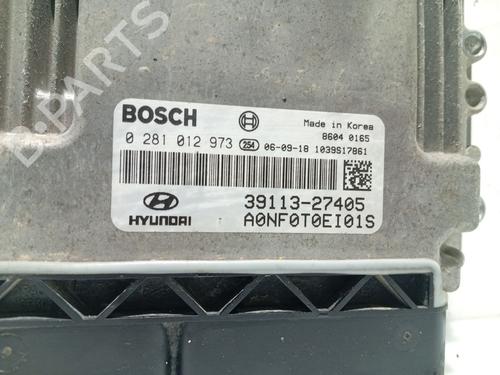 B-PARTS
BOSCH
Made in Korea
8604 0165
0 281 012 973 254 06-09-18 1039S17861
39113-27405
HYUNDAI
A0NF0T0EI01S